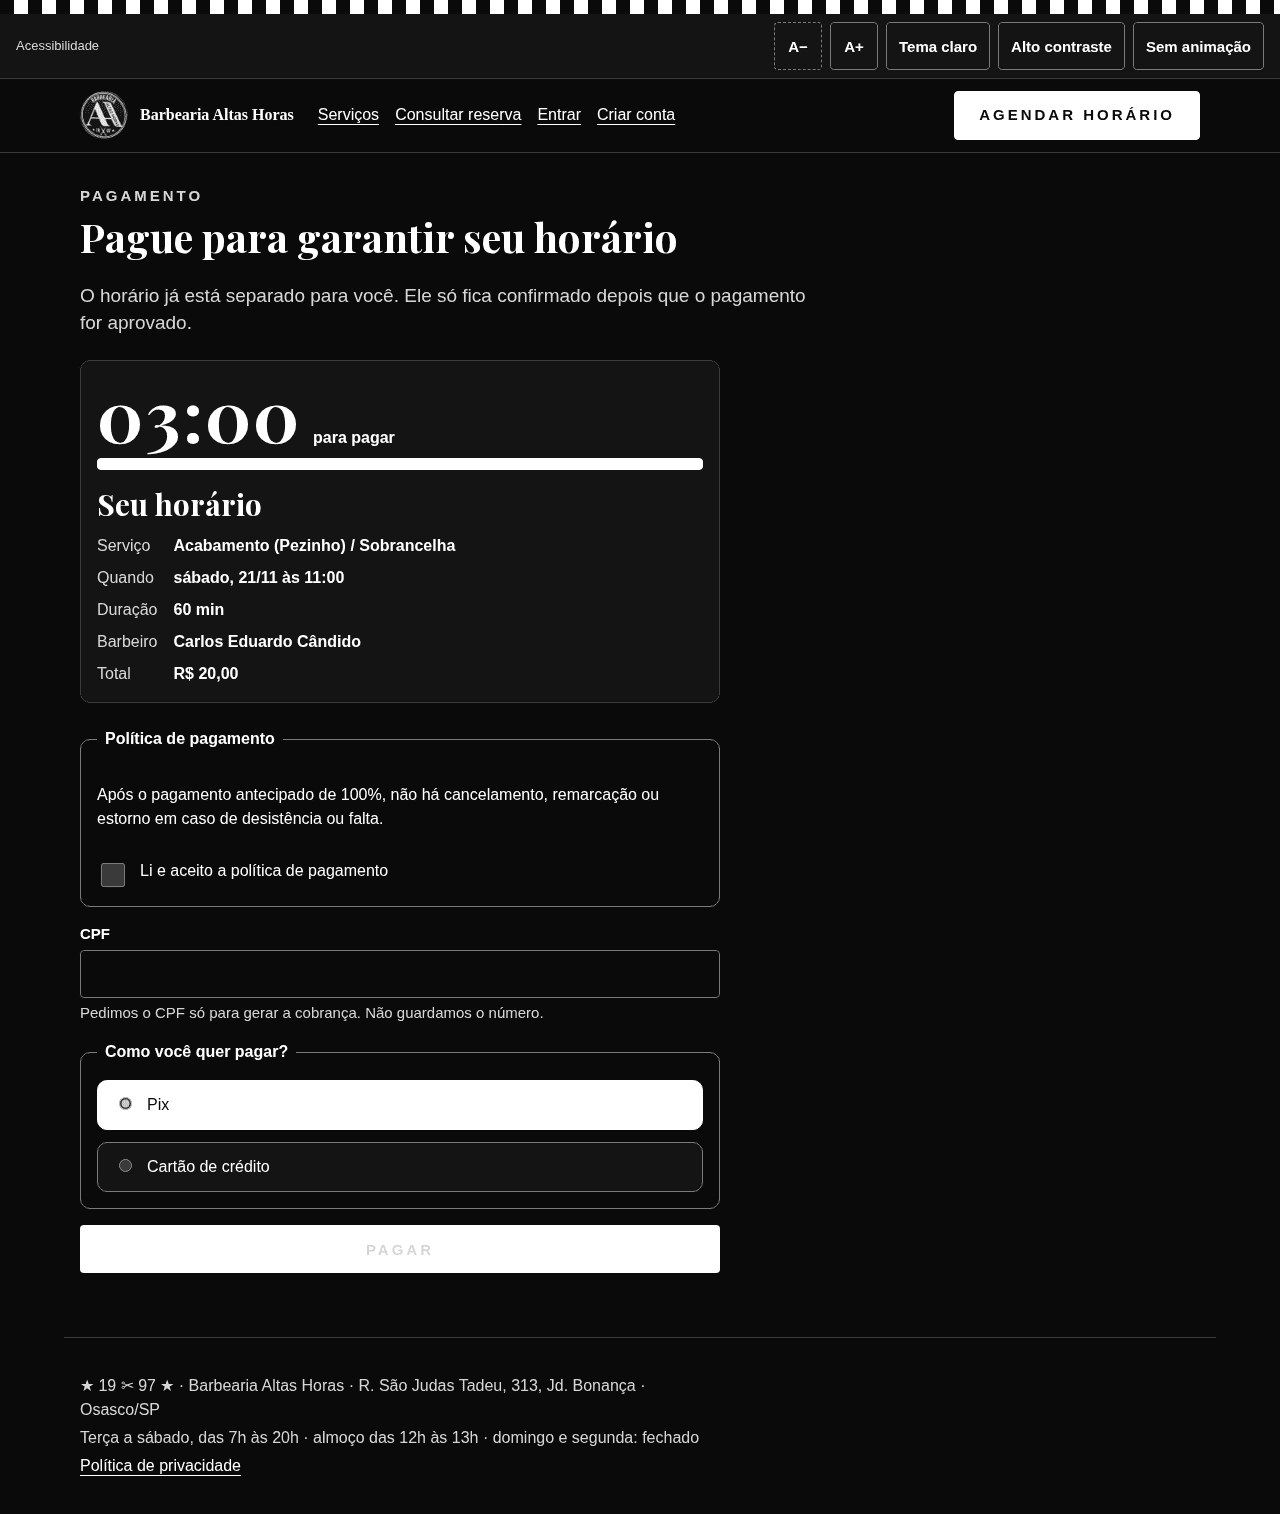 Acessibilidade
A− A+ Tema claro Alto contraste Sem animação
Barbearia Altas Horas Serviços Consultar reserva Entrar Criar conta AGENDAR HORÁRIO
PAGAMENTO
Pague para garantir seu horário
O horário já está separado para você. Ele só fica confirmado depois que o pagamento
for aprovado.
03:00 para pagar
Seu horário
Serviço Acabamento (Pezinho) / Sobrancelha
Quando sábado, 21/11 às 11:00
Duração 60 min
Barbeiro Carlos Eduardo Cândido
Total R$ 20,00
Política de pagamento
Após o pagamento antecipado de 100%, não há cancelamento, remarcação ou
estorno em caso de desistência ou falta.
Li e aceito a política de pagamento
CPF
Pedimos o CPF só para gerar a cobrança. Não guardamos o número.
Como você quer pagar?
Pix
Cartão de crédito
PAGAR
★ 19 ✂ 97 ★ · Barbearia Altas Horas · R. São Judas Tadeu, 313, Jd. Bonança ·
Osasco/SP
Terça a sábado, das 7h às 20h · almoço das 12h às 13h · domingo e segunda: fechado
Política de privacidade